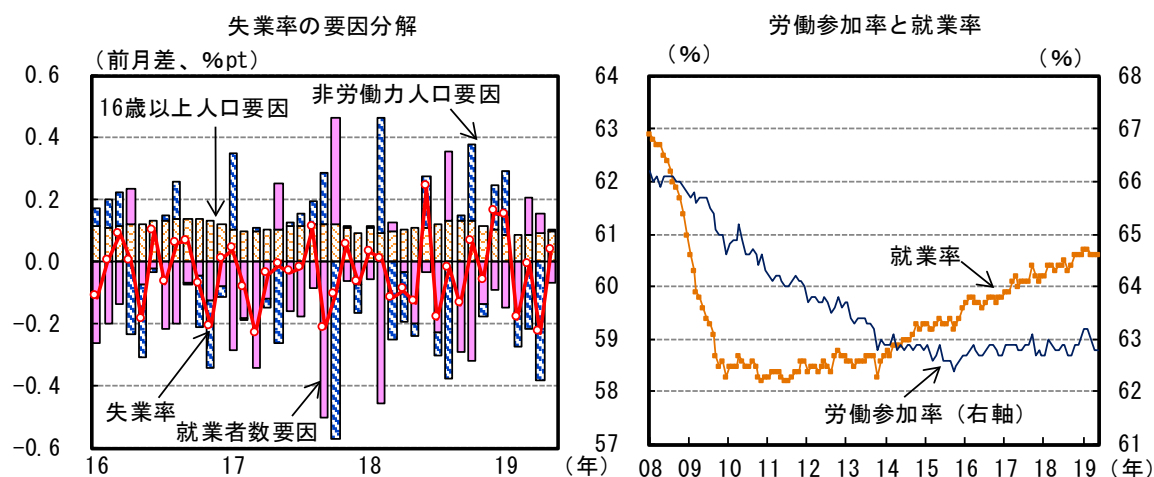 失業率の要因分解
（前月差、％pt）
0.6
0.4
0.2
0.0
-0.2
-0.4
-0.6
16歳以上人口要因
非労働力人口要因
失業率
就業者数要因
16
17
18
19
（年）
労働参加率と就業率
（％）
（％）
64
63
62
61
60
59
58
57
68
67
66
65
64
63
62
61
就業率
労働参加率（右軸）
08 09 10 11 12 13 14 15 16 17 18 19
（年）